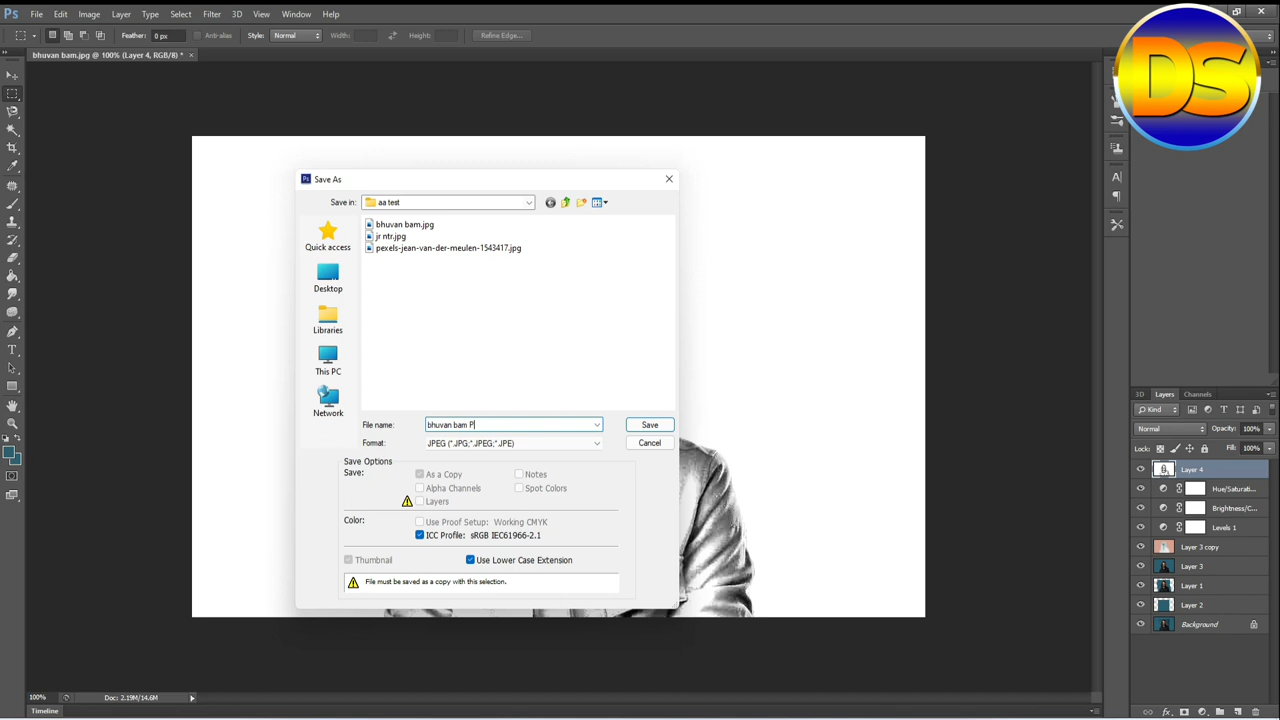 Ps File Edit Image Layer Type Select Filter 3D View Window Help
Feather: 0 px Anti-alias Style: Normal Width: Height: Refine Edge...
bhuvan bam.jpg @ 100% (Layer 4, RGB/8) *
DS
Ps Save As
Save in: aa test
bhuvan bam.jpg
jr ntr.jpg
pexels-jean-van-der-meulen-1543417.jpg
Quick access
Desktop
Libraries
This PC
Network
File name: bhuvan bam P
Save
Format: JPEG (*.JPG;*.JPEG;*.JPE)
Cancel
Save Options
Save: As a Copy Notes
Alpha Channels Spot Colors
Layers
Color: Use Proof Setup: Working CMYK
ICC Profile: sRGB IEC61966-2.1
Thumbnail Use Lower Case Extension
File must be saved as a copy with this selection.
3D Layers Channels
Kind
Normal Opacity: 100%
Lock: Fill: 100%
Layer 4
Hue/Saturati...
Brightness/C...
Levels 1
Layer 3 copy
Layer 3
Layer 1
Layer 2
Background
100% Doc: 2.19M/14.6M
Timeline